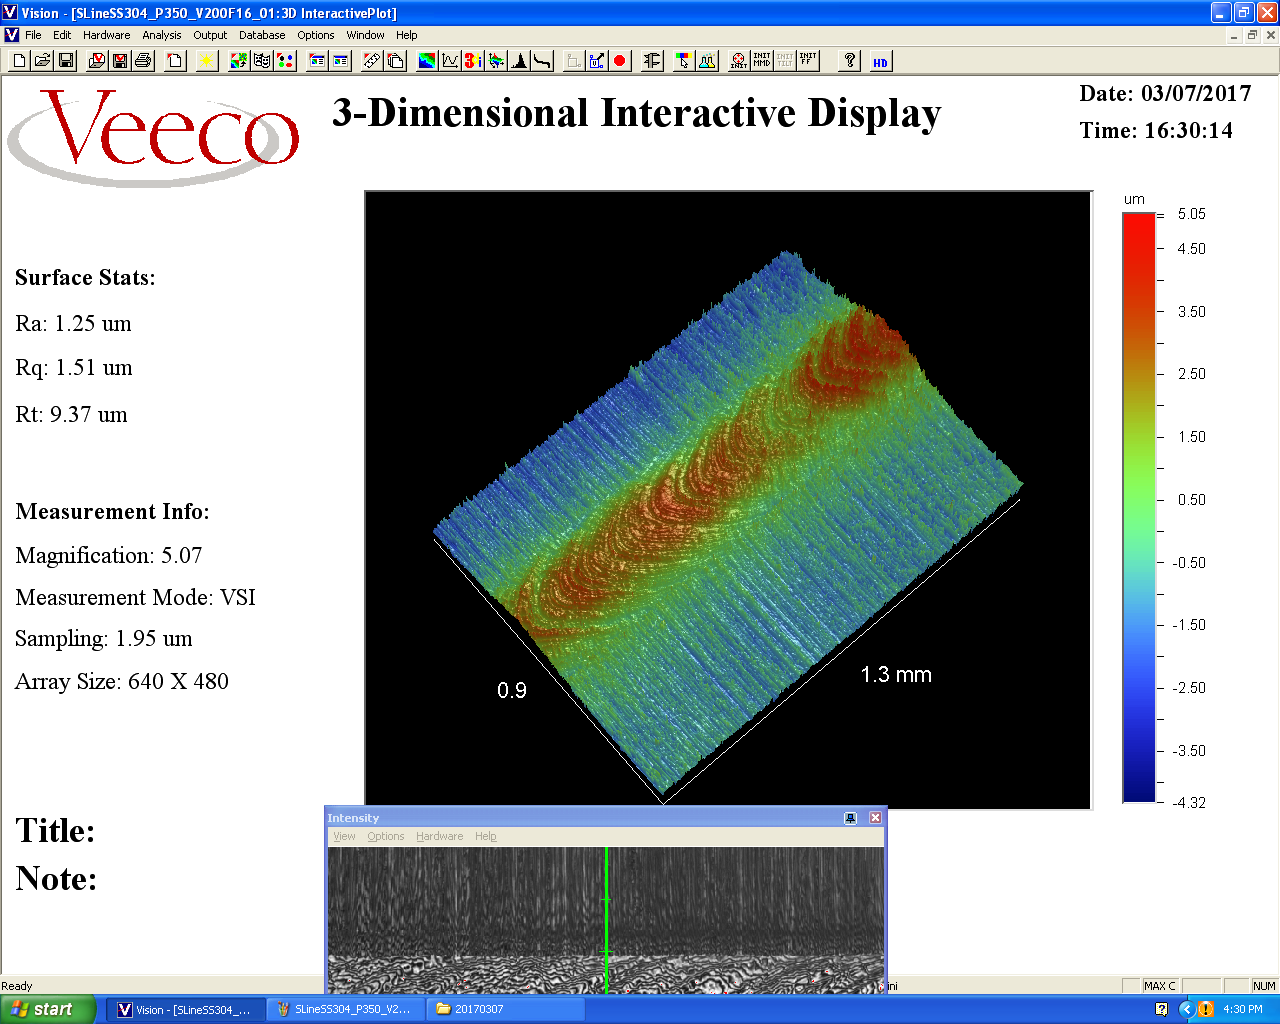 Vision - [SLineSS304_P350_V200F16_01:3D InteractivePlot]
File Edit Hardware Analysis Output Database Options Window Help
INIT INIT MMD INIT TILT INIT FF ? HD
Veeco
3-Dimensional Interactive Display
Date: 03/07/2017
Time: 16:30:14
Surface Stats:
Ra: 1.25 um
Rq: 1.51 um
Rt: 9.37 um
Measurement Info:
Magnification: 5.07
Measurement Mode: VSI
Sampling: 1.95 um
Array Size: 640 X 480
Title:
Note:
0.9
1.3 mm
um
5.05
4.50
3.50
2.50
1.50
0.50
-0.50
-1.50
-2.50
-3.50
-4.32
Intensity
View Options Hardware Help
Ready
MAX C
NUM
start
Vision - [SLineSS304_...
SLineSS304_P350_V2...
20170307
4:30 PM